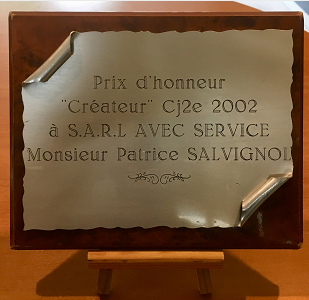 Prix d'honneur
"Créateur" Cj2e 2002
à S.A.R.L AVEC SERVICE
Monsieur Patrice SALVIGNOL